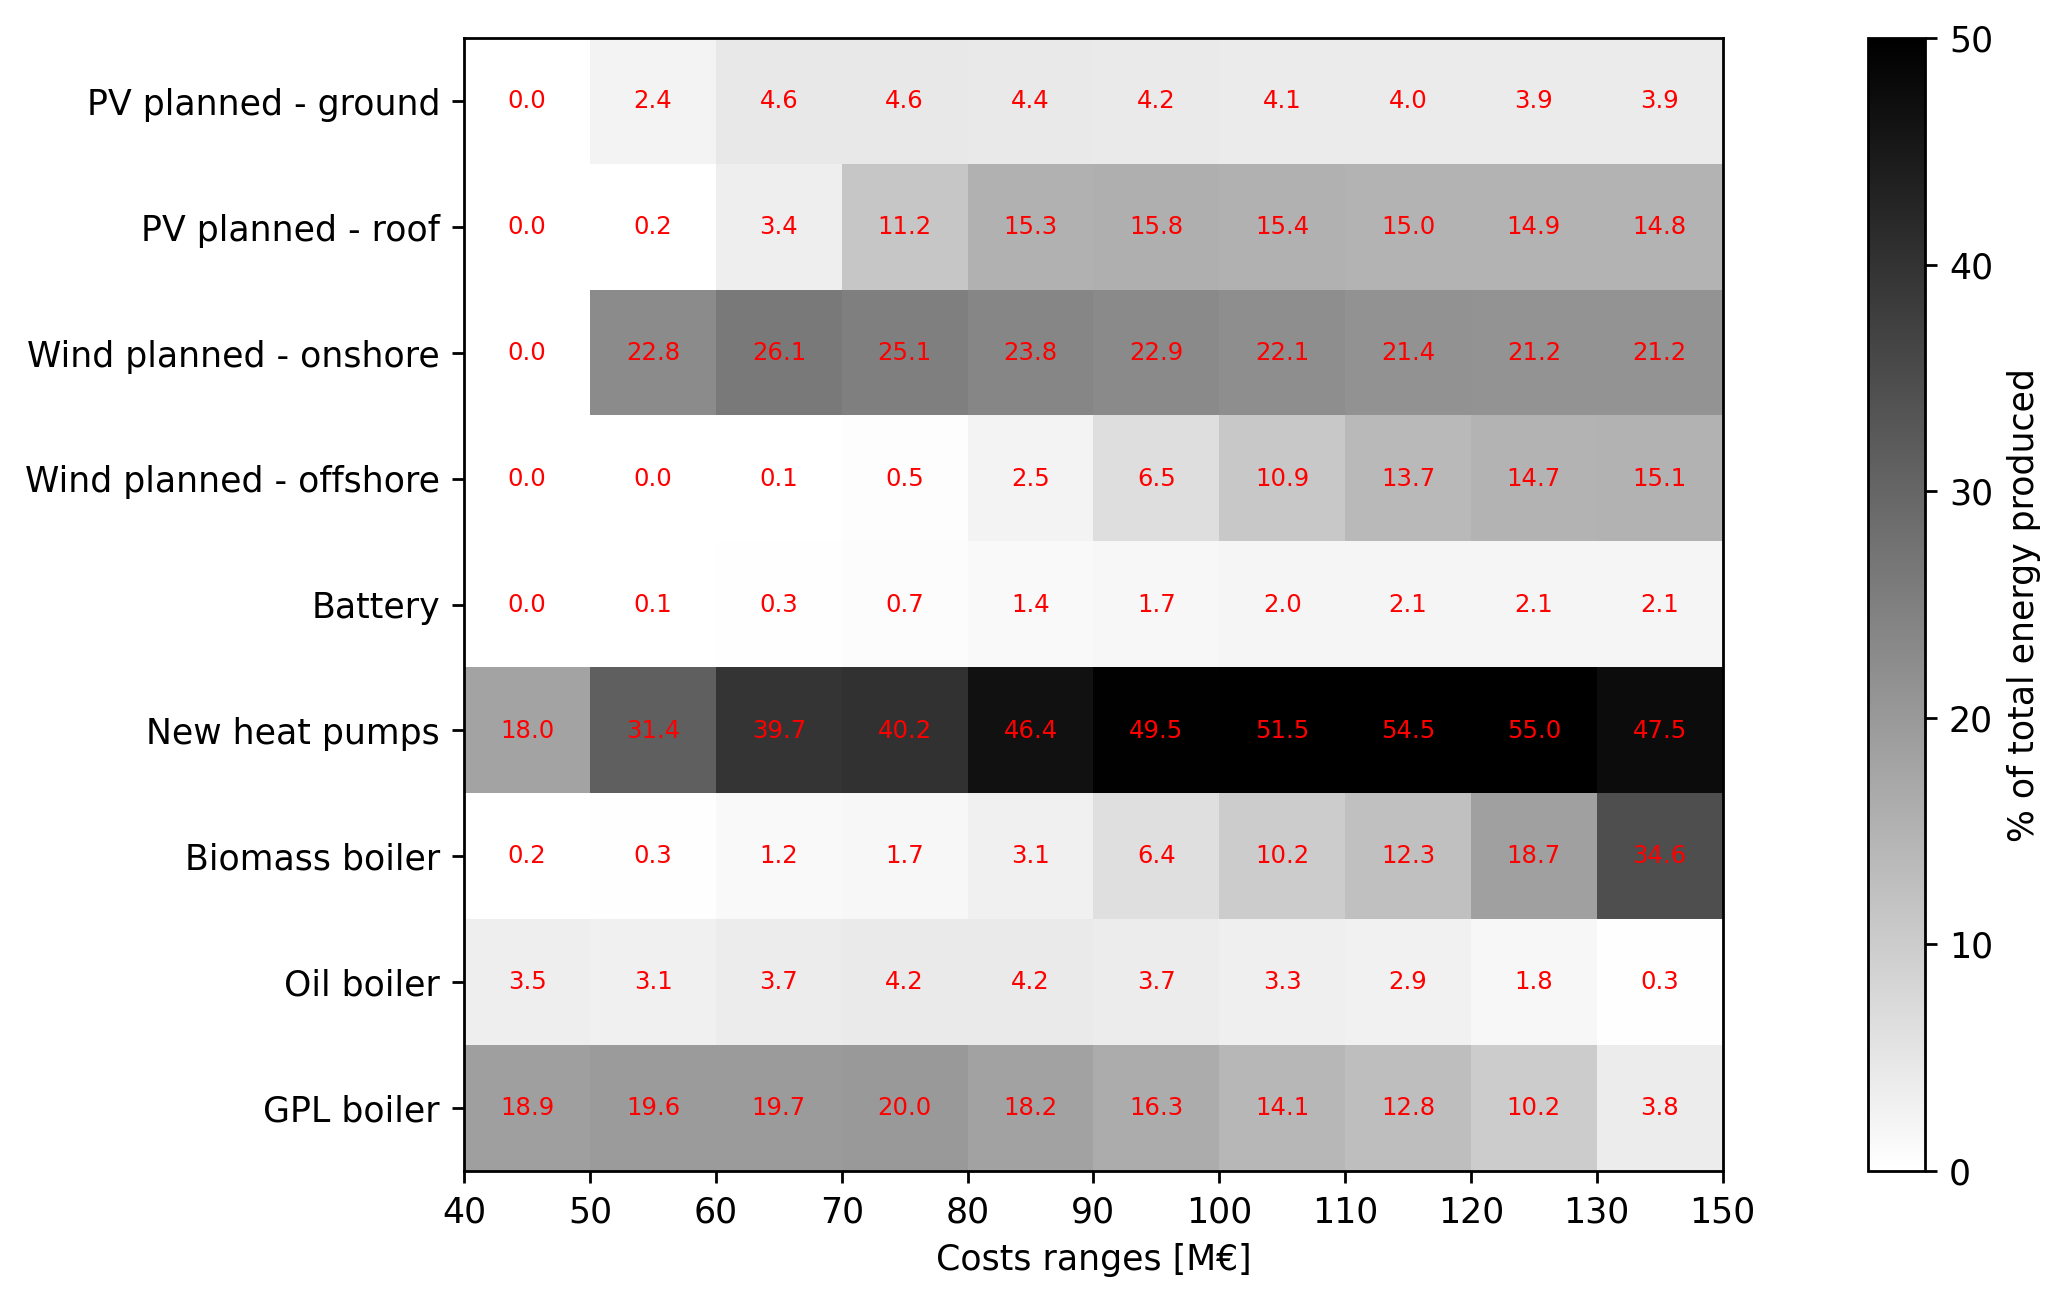 PV planned - ground 0.0 2.4 4.6 4.6 4.4 4.2 4.1 4.0 3.9 3.9
PV planned - roof 0.0 0.2 3.4 11.2 15.3 15.8 15.4 15.0 14.9 14.8
Wind planned - onshore 0.0 22.8 26.1 25.1 23.8 22.9 22.1 21.4 21.2 21.2
Wind planned - offshore 0.0 0.0 0.1 0.5 2.5 6.5 10.9 13.7 14.7 15.1
Battery 0.0 0.1 0.3 0.7 1.4 1.7 2.0 2.1 2.1 2.1
New heat pumps 18.0 31.4 39.7 40.2 46.4 49.5 51.5 54.5 55.0 47.5
Biomass boiler 0.2 0.3 1.2 1.7 3.1 6.4 10.2 12.3 18.7 34.6
Oil boiler 3.5 3.1 3.7 4.2 4.2 3.7 3.3 2.9 1.8 0.3
GPL boiler 18.9 19.6 19.7 20.0 18.2 16.3 14.1 12.8 10.2 3.8
40 50 60 70 80 90 100 110 120 130 150
Costs ranges [M€]
50
40
30
20
10
0
% of total energy produced